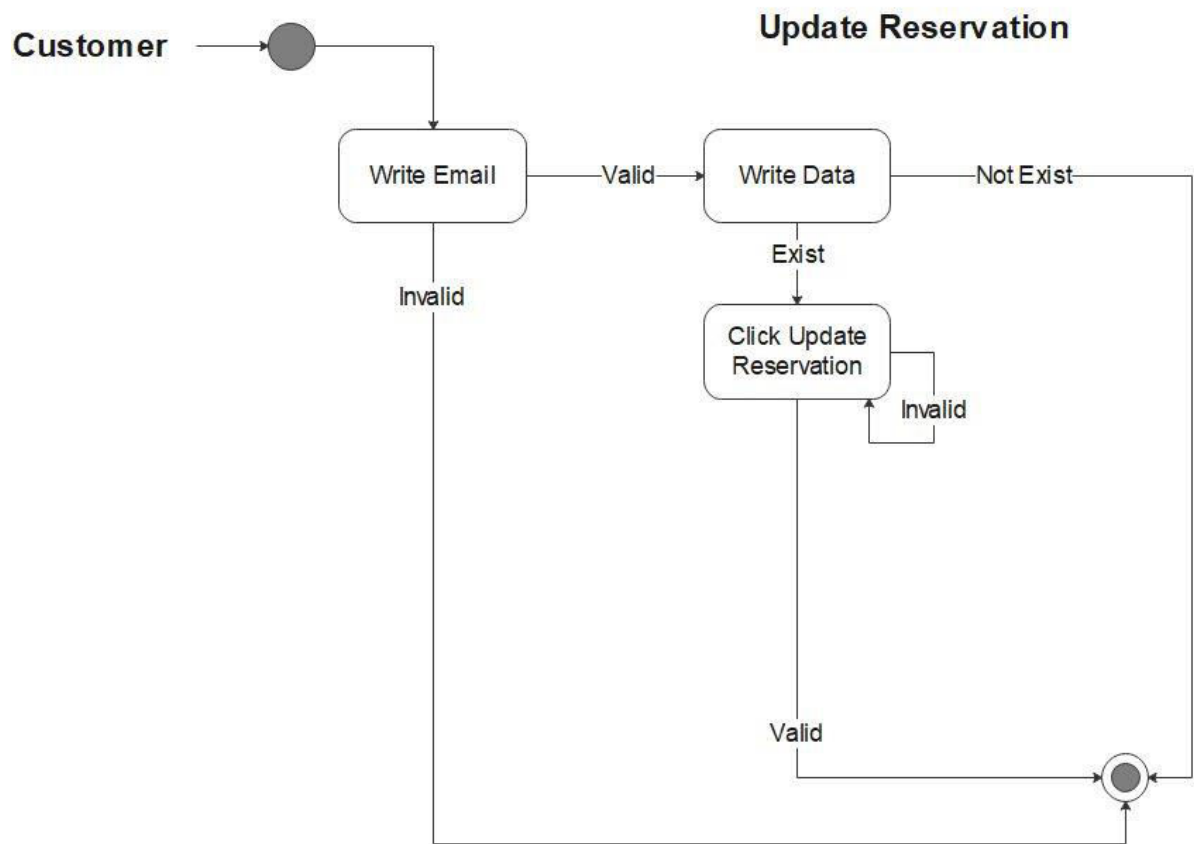 Update Reservation
Customer
Write Email
Valid
Write Data
Not Exist
Exist
Invalid
Click Update
Reservation
Invalid
Valid